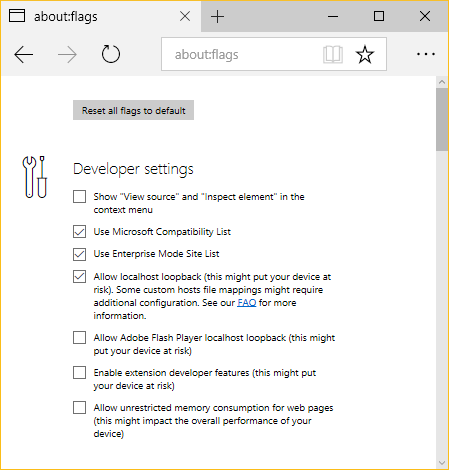 about:flags
about:flags
Reset all flags to default
Developer settings
Show "View source" and "Inspect element" in the
context menu
Use Microsoft Compatibility List
Use Enterprise Mode Site List
Allow localhost loopback (this might put your device at
risk). Some custom hosts file mappings might require
additional configuration. See our FAQ for more
information.
Allow Adobe Flash Player localhost loopback (this might
put your device at risk)
Enable extension developer features (this might put
your device at risk)
Allow unrestricted memory consumption for web pages
(this might impact the overall performance of your
device)